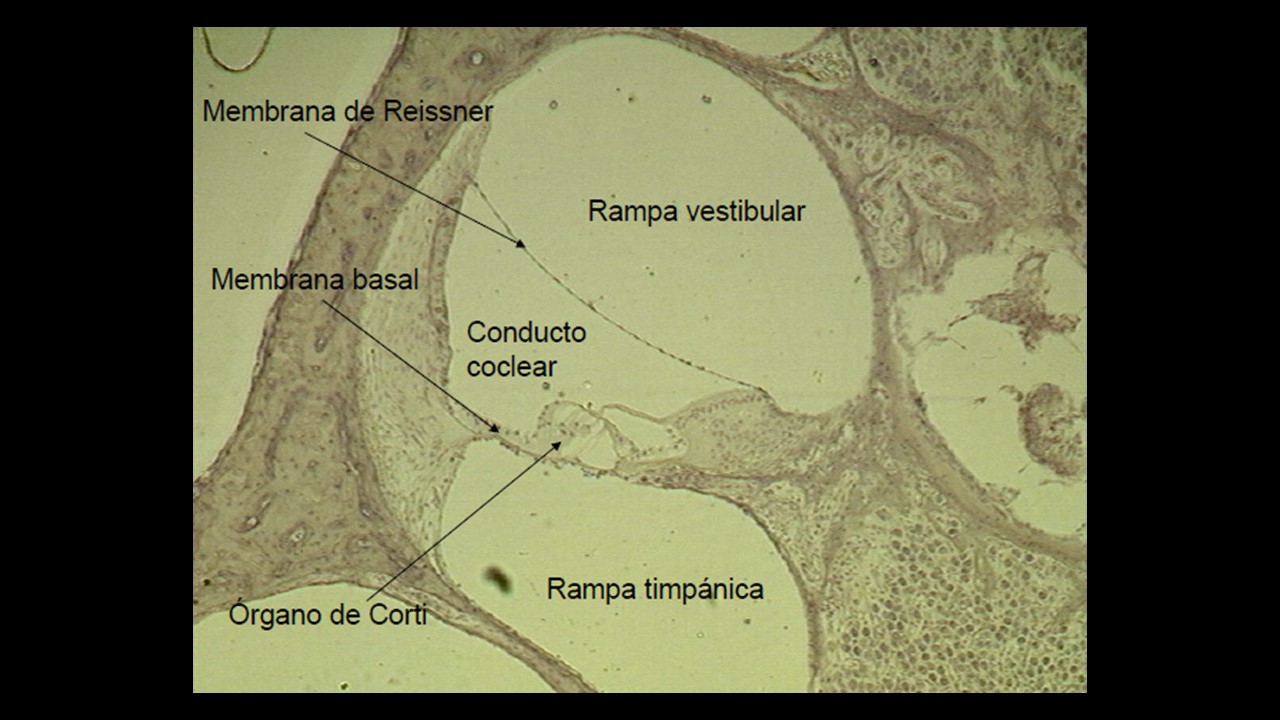 Membrana de Reissner
Rampa vestibular
Membrana basal
Conducto
coclear
Rampa timpánica
Órgano de Corti